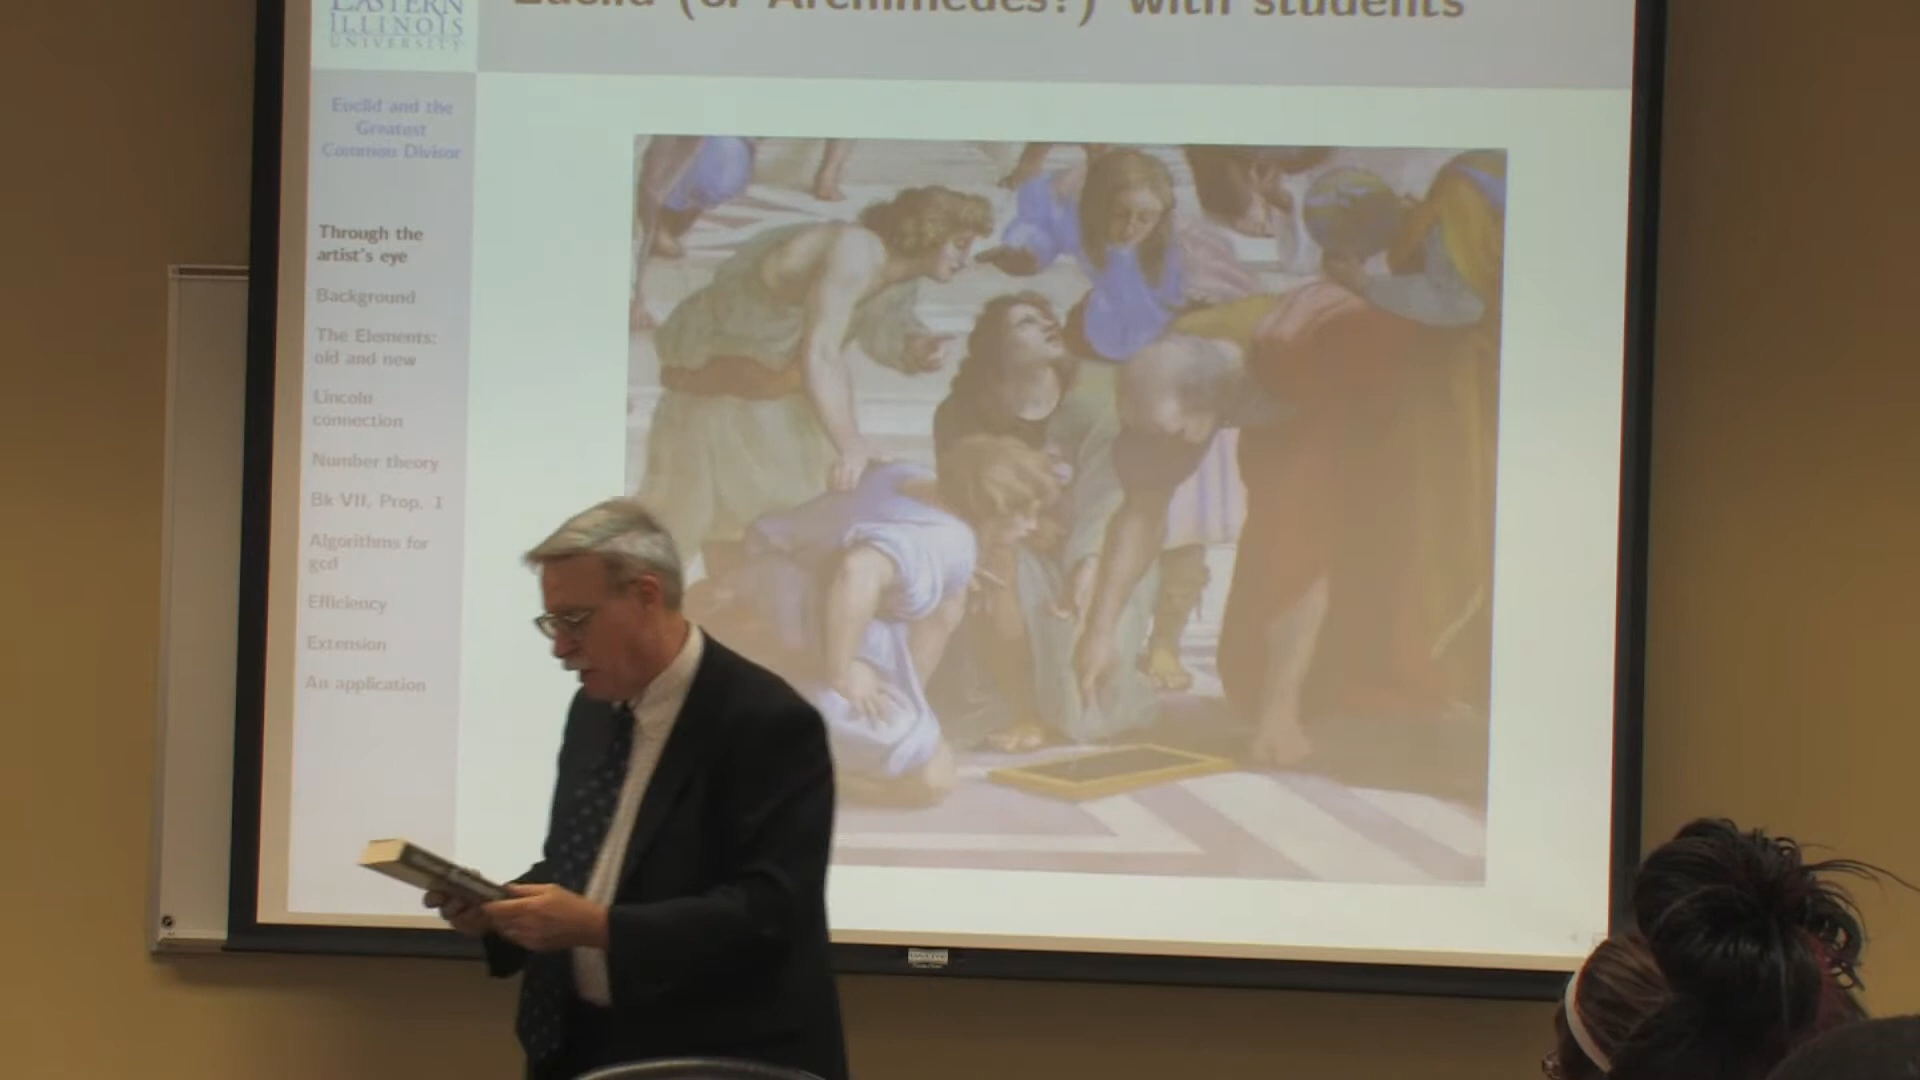 EASTERN
ILLINOIS
UNIVERSITY
Euclid (or Archimedes?) with students
Euclid and the
Greatest
Common Divisor
Through the
artist's eye
Background
The Elements:
old and new
Lincoln
connection
Number theory
Bk VII, Prop. 1
Algorithms for
gcd
Efficiency
Extension
An application